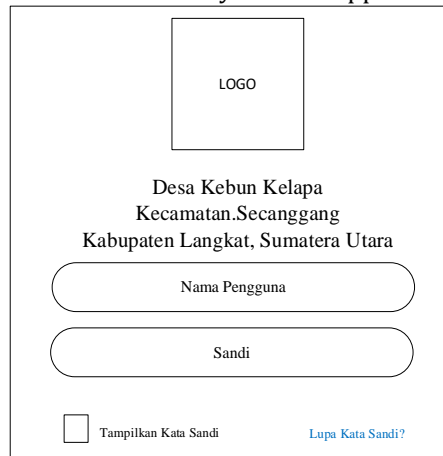 LOGO
Desa Kebun Kelapa
Kecamatan.Secanggang
Kabupaten Langkat, Sumatera Utara
Nama Pengguna
Sandi
Tampilkan Kata Sandi
Lupa Kata Sandi?